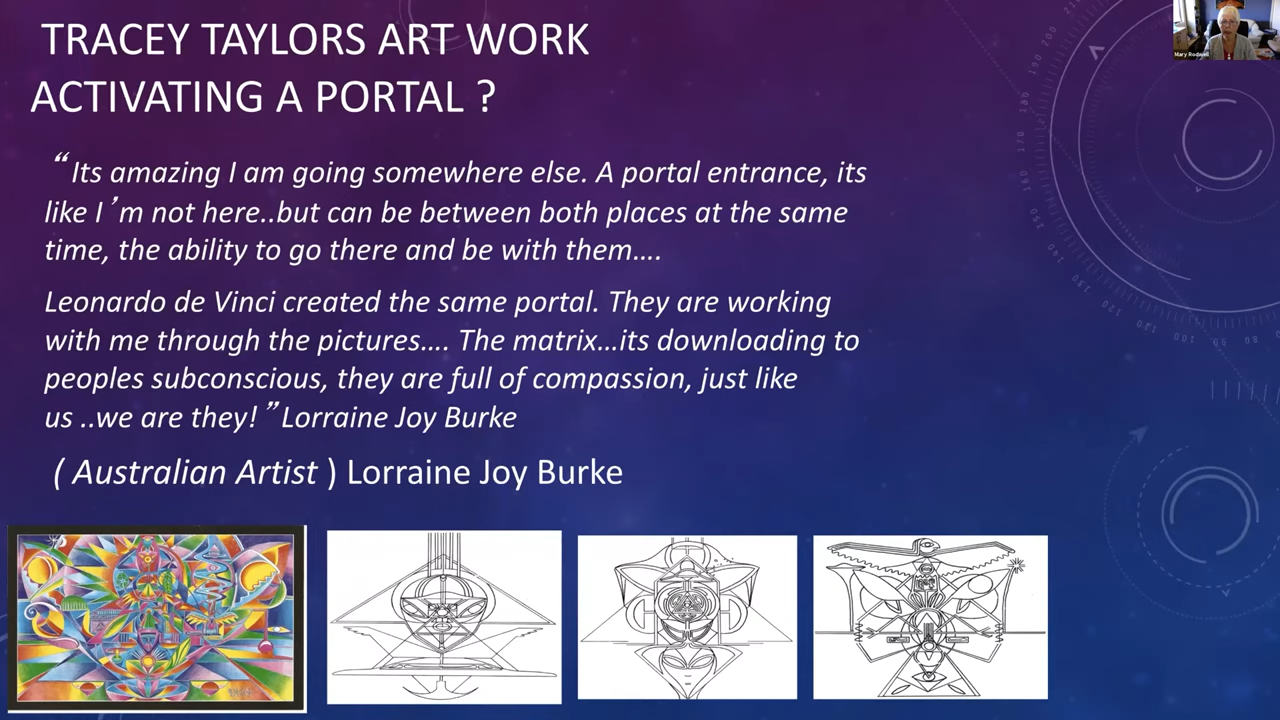 TRACEY TAYLORS ART WORK
ACTIVATING A PORTAL ?
Mary Rodwell
“Its amazing I am going somewhere else. A portal entrance, its
like I’m not here..but can be between both places at the same
time, the ability to go there and be with them….
Leonardo de Vinci created the same portal. They are working
with me through the pictures…. The matrix…its downloading to
peoples subconscious, they are full of compassion, just like
us ..we are they!”Lorraine Joy Burke
( Australian Artist ) Lorraine Joy Burke